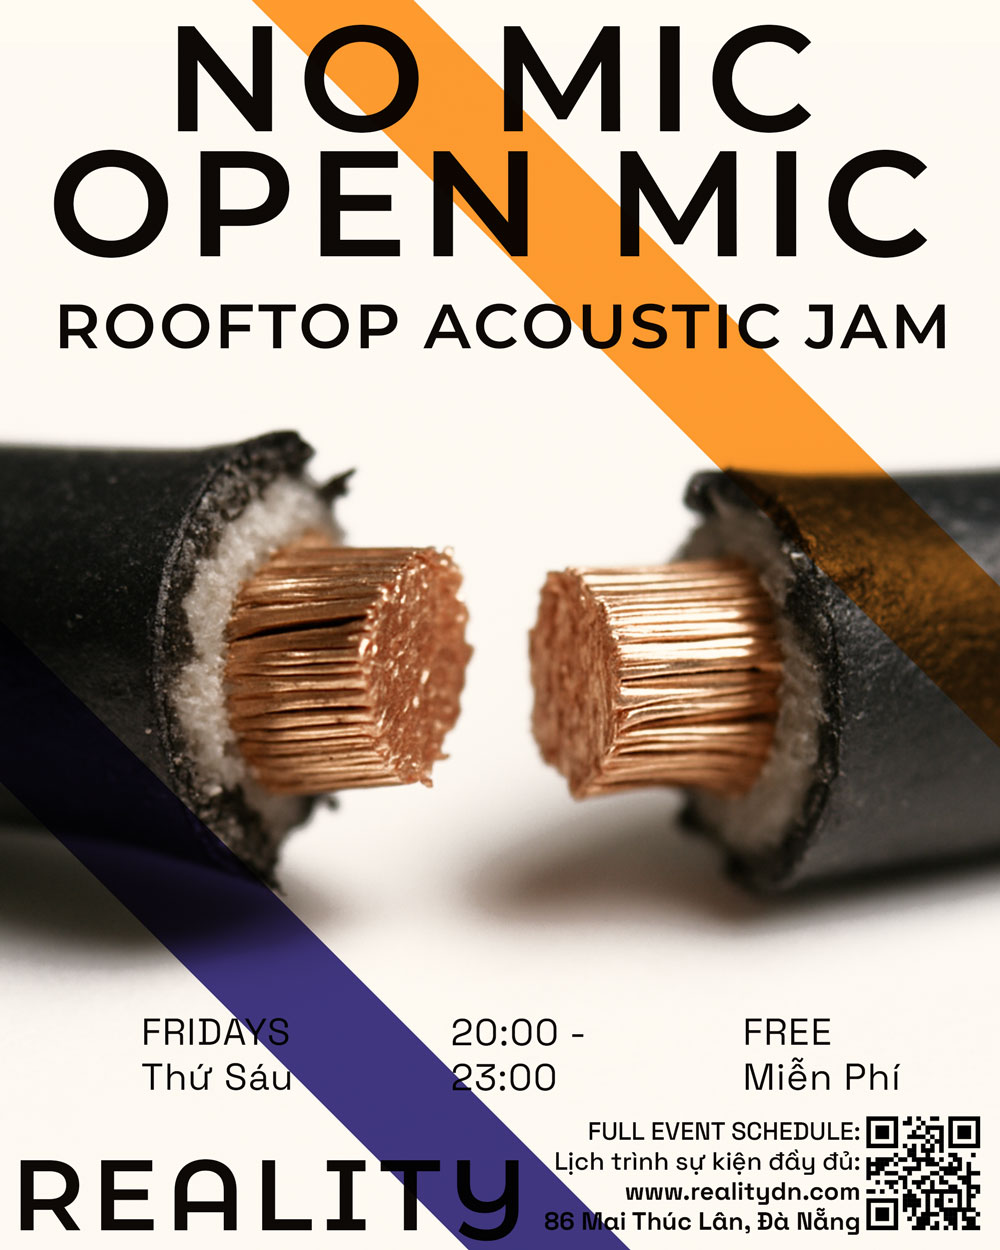 NO MIC
OPEN MIC
ROOFTOP ACOUSTIC JAM
FRIDAYS
Thứ Sáu
20:00 -
23:00
FREE
Miễn Phí
FULL EVENT SCHEDULE:
Lịch trình sự kiện đầy đủ:
www.realitydn.com
86 Mai Thúc Lân, Đà Nẵng
REALITY